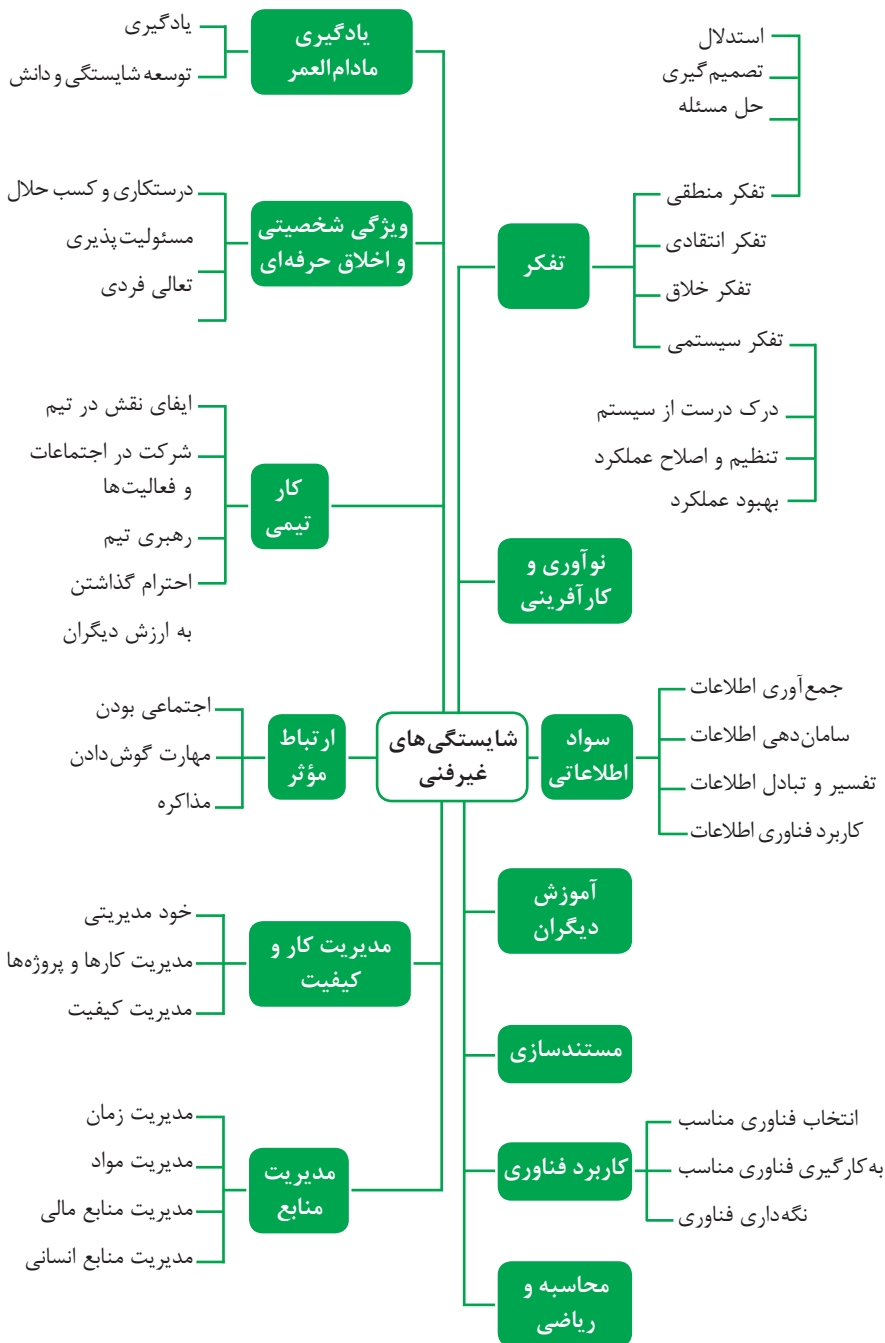 استدلال
تصمیم‌گیری
حل مسئله
تفکر منطقی
تفکر انتقادی
تفکر خلاق
تفکر سیستمی
درک درست از سیستم
تنظیم و اصلاح عملکرد
بهبود عملکرد
تفکر
نوآوری و
کارآفرینی
سواد
اطلاعاتی
جمع‌آوری اطلاعات
سامان‌دهی اطلاعات
تفسیر و تبادل اطلاعات
کاربرد فناوری اطلاعات
آموزش
دیگران
مستندسازی
کاربرد فناوری
انتخاب فناوری مناسب
به‌کارگیری فناوری مناسب
نگه‌داری فناوری
محاسبه و
ریاضی
شایستگی‌های
غیرفنی
یادگیری
مادام‌العمر
یادگیری
توسعه شایستگی و دانش
ویژگی شخصیتی
و اخلاق حرفه‌ای
درستکاری و کسب حلال
مسئولیت‌پذیری
تعالی فردی
کار
تیمی
ایفای نقش در تیم
شرکت در اجتماعات
و فعالیت‌ها
رهبری تیم
احترام گذاشتن
به ارزش دیگران
ارتباط
مؤثر
اجتماعی بودن
مهارت گوش‌دادن
مذاکره
مدیریت کار و
کیفیت
خود مدیریتی
مدیریت کارها و پروژه‌ها
مدیریت کیفیت
مدیریت
منابع
مدیریت زمان
مدیریت مواد
مدیریت منابع مالی
مدیریت منابع انسانی